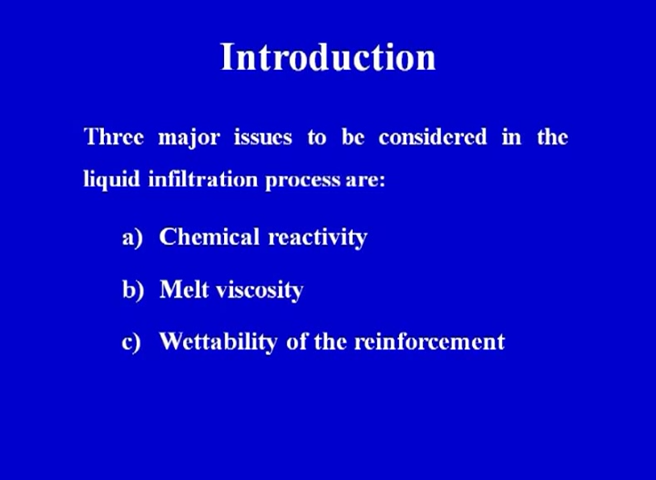 Introduction
Three major issues to be considered in the
liquid infiltration process are:
a) Chemical reactivity
b) Melt viscosity
c) Wettability of the reinforcement